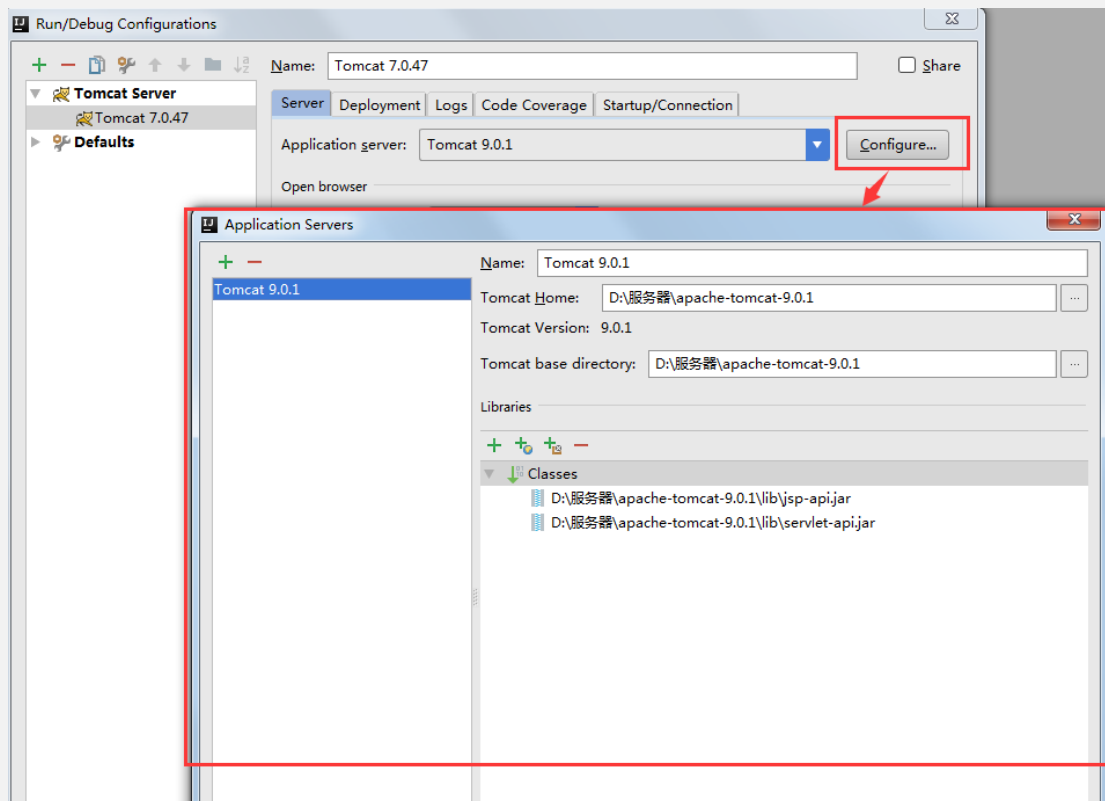 Run/Debug Configurations
Name: Tomcat 7.0.47 Share
Tomcat Server
Tomcat 7.0.47
Defaults
Server Deployment Logs Code Coverage Startup/Connection
Application server: Tomcat 9.0.1 Configure...
Open browser
Application Servers
Tomcat 9.0.1
Name: Tomcat 9.0.1
Tomcat Home: D:\服务器\apache-tomcat-9.0.1 ...
Tomcat Version: 9.0.1
Tomcat base directory: D:\服务器\apache-tomcat-9.0.1 ...
Libraries
Classes
D:\服务器\apache-tomcat-9.0.1\lib\jsp-api.jar
D:\服务器\apache-tomcat-9.0.1\lib\servlet-api.jar